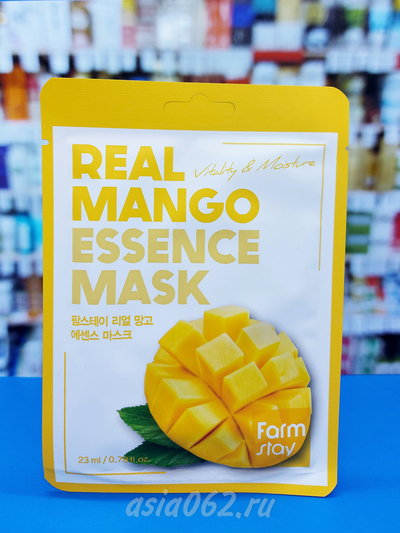 REAL
Vitality & Moisture
MANGO
ESSENCE
MASK
팜스테이 리얼 망고
에센스 마스크
Farm
stay
23 ml / 0.78 fl.oz.
asia062.ru